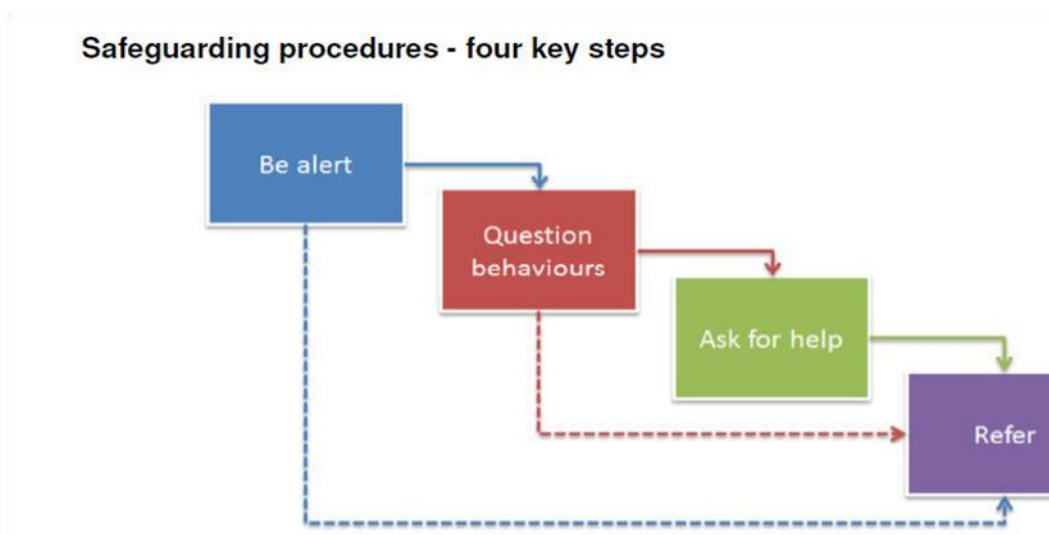 Safeguarding procedures - four key steps
Be alert
Question
behaviours
Ask for help
Refer